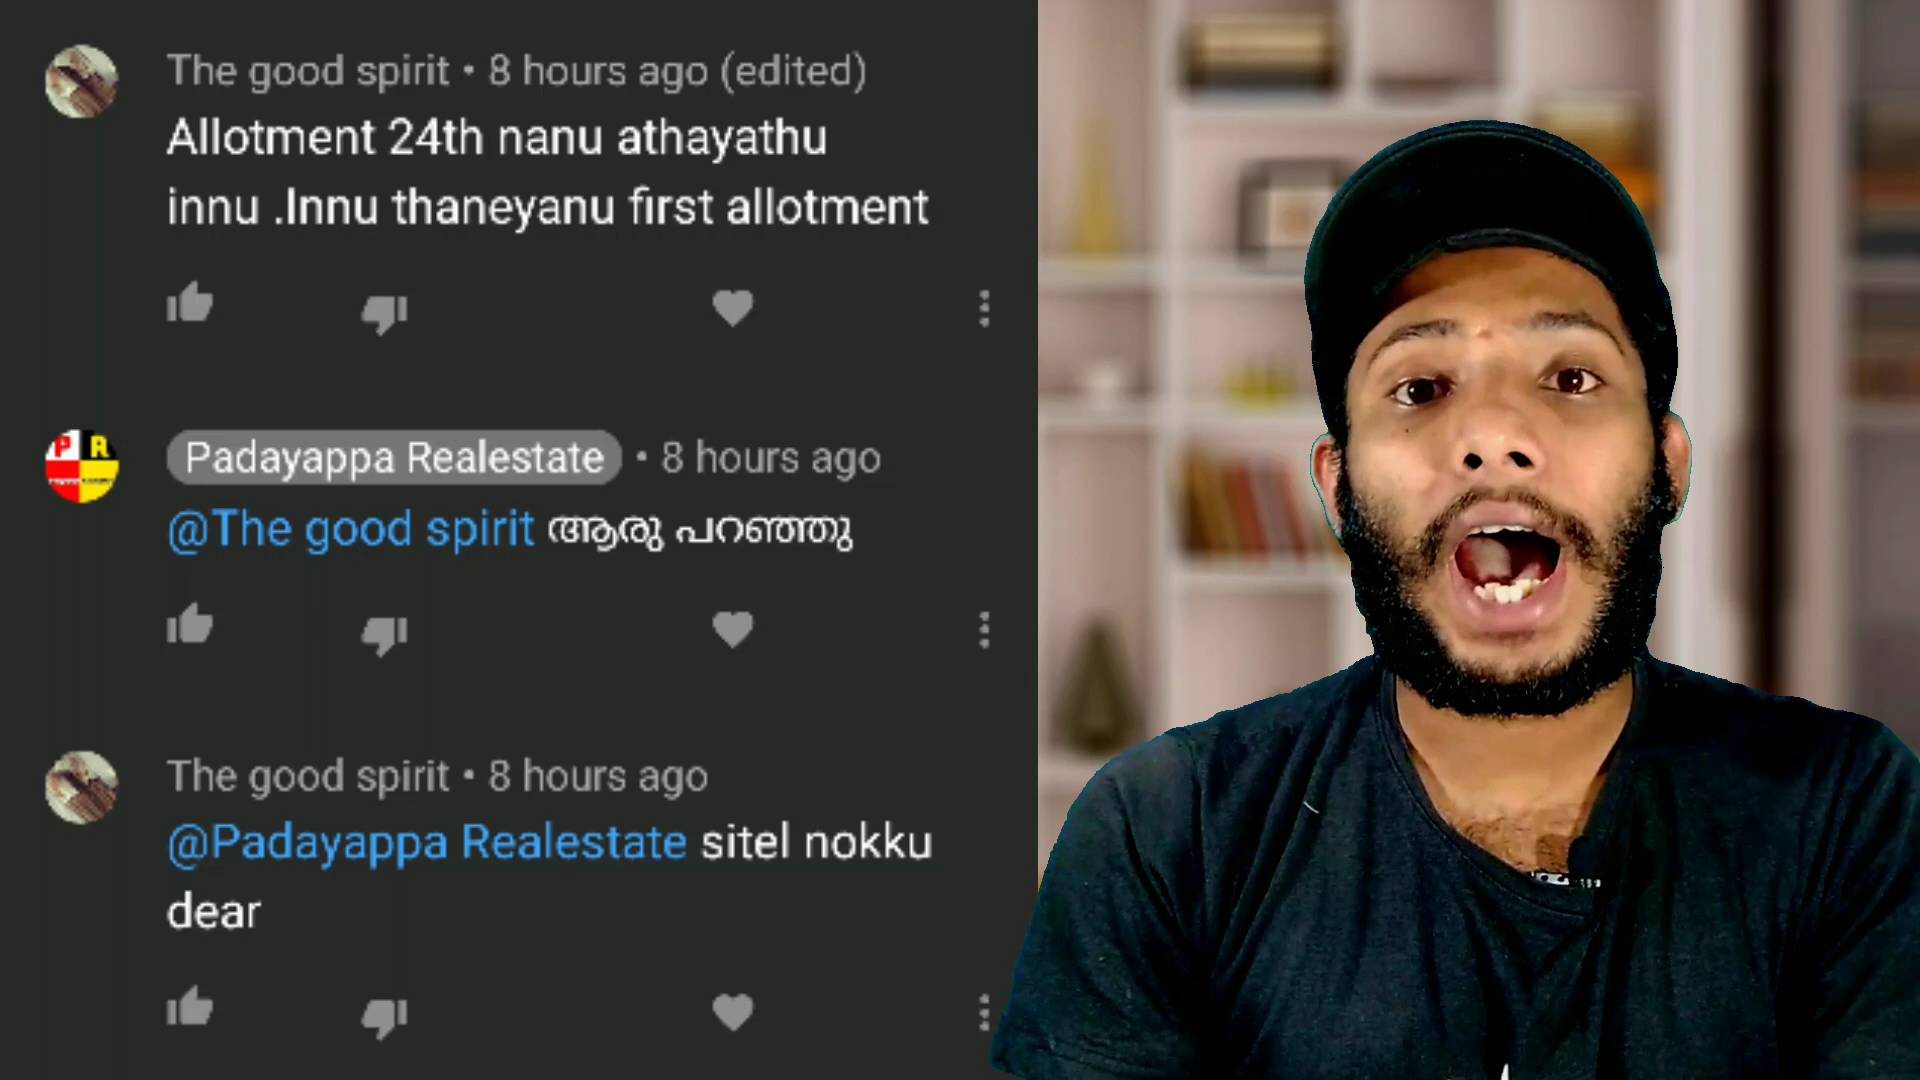 The good spirit • 8 hours ago (edited)
Allotment 24th nanu athayathu
innu .Innu thaneyanu first allotment
P R
Padayappa Realestate • 8 hours ago
@The good spirit ആരു പറഞ്ഞു
The good spirit • 8 hours ago
@Padayappa Realestate sitel nokku
dear